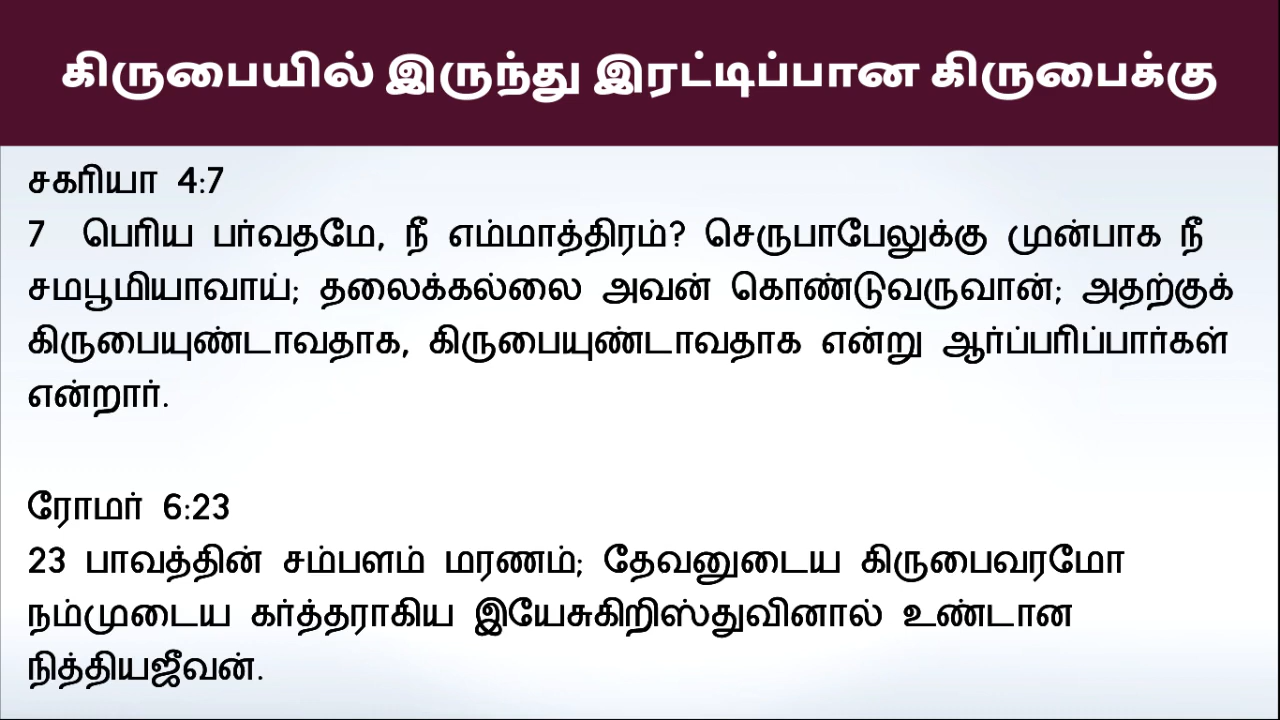 கிருபையில் இருந்து இரட்டிப்பான கிருபைக்கு
சகரியா 4:7
7 பெரிய பர்வதமே, நீ எம்மாத்திரம்? செருபாபேலுக்கு முன்பாக நீ
சமபூமியாவாய்; தலைக்கல்லை அவன் கொண்டுவருவான்; அதற்குக்
கிருபையுண்டாவதாக, கிருபையுண்டாவதாக என்று ஆர்ப்பரிப்பார்கள்
என்றார்.
ரோமர் 6:23
23 பாவத்தின் சம்பளம் மரணம்; தேவனுடைய கிருபைவரமோ
நம்முடைய கர்த்தராகிய இயேசுகிறிஸ்துவினால் உண்டான
நித்தியஜீவன்.